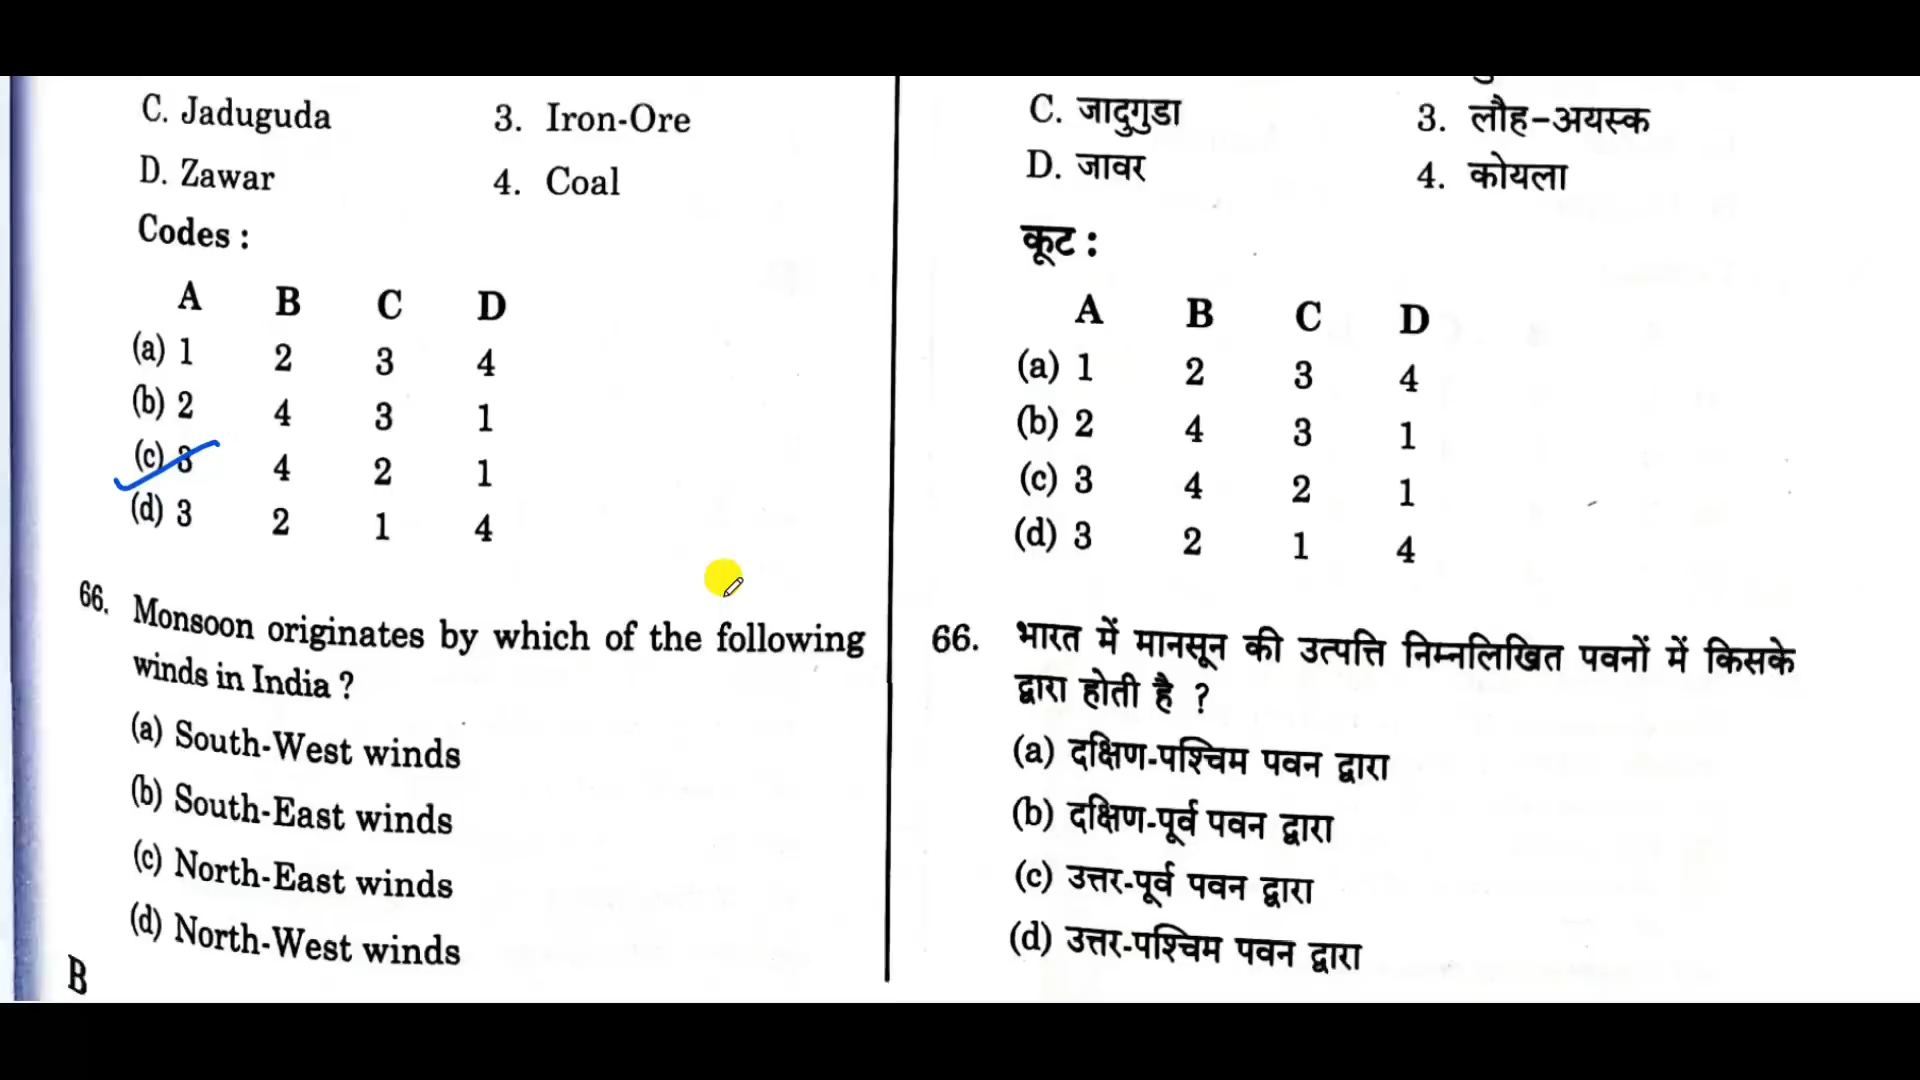 C. Jaduguda 3. Iron-Ore
D. Zawar 4. Coal
Codes :
A B C D
(a) 1 2 3 4
(b) 2 4 3 1
(c) 3 4 2 1
(d) 3 2 1 4
66. Monsoon originates by which of the following
winds in India ?
(a) South-West winds
(b) South-East winds
(c) North-East winds
(d) North-West winds
B
C. जादुगुडा 3. लौह-अयस्क
D. जावर 4. कोयला
कूट :
A B C D
(a) 1 2 3 4
(b) 2 4 3 1
(c) 3 4 2 1
(d) 3 2 1 4
66. भारत में मानसून की उत्पत्ति निम्नलिखित पवनों में किसके
द्वारा होती है ?
(a) दक्षिण-पश्चिम पवन द्वारा
(b) दक्षिण-पूर्व पवन द्वारा
(c) उत्तर-पूर्व पवन द्वारा
(d) उत्तर-पश्चिम पवन द्वारा